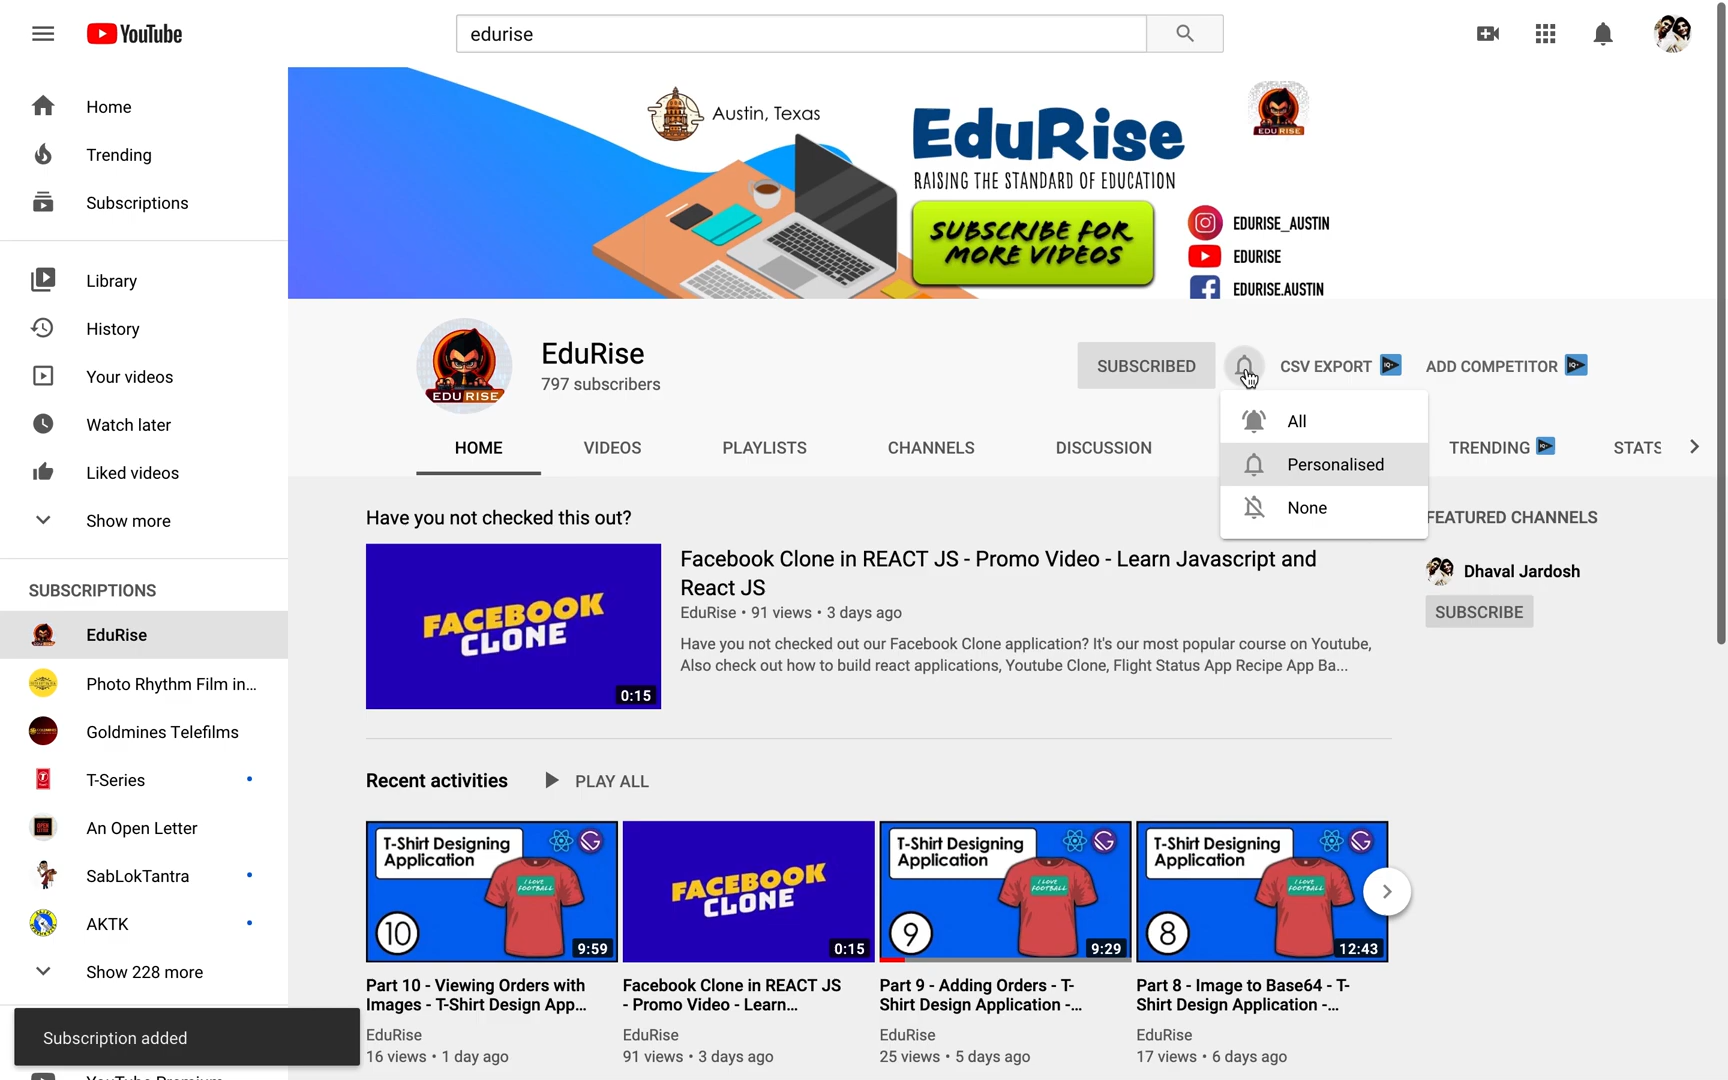 YouTube
edurise
Home
Trending
Subscriptions
Library
History
Your videos
Watch later
Liked videos
Show more
SUBSCRIPTIONS
EduRise
Photo Rhythm Film in...
Goldmines Telefilms
T-Series
An Open Letter
SabLokTantra
AKTK
Show 228 more
Subscription added
Austin, Texas
EduRise
RAISING THE STANDARD OF EDUCATION
SUBSCRIBE FOR
MORE VIDEOS
EDU RISE
EDURISE_AUSTIN
EDURISE
EDURISE.AUSTIN
EDU RISE
EduRise
797 subscribers
SUBSCRIBED
CSV EXPORT
ADD COMPETITOR
All
Personalised
None
HOME
VIDEOS
PLAYLISTS
CHANNELS
DISCUSSION
TRENDING
STATS
Have you not checked this out?
FACEBOOK
CLONE
0:15
Facebook Clone in REACT JS - Promo Video - Learn Javascript and
React JS
EduRise • 91 views • 3 days ago
Have you not checked out our Facebook Clone application? It's our most popular course on Youtube,
Also check out how to build react applications, Youtube Clone, Flight Status App Recipe App Ba...
FEATURED CHANNELS
Dhaval Jardosh
SUBSCRIBE
Recent activities
PLAY ALL
T-Shirt Designing
Application
I LOVE
FOOTBALL
10
9:59
Part 10 - Viewing Orders with
Images - T-Shirt Design App...
EduRise
16 views • 1 day ago
FACEBOOK
CLONE
0:15
Facebook Clone in REACT JS
- Promo Video - Learn...
EduRise
91 views • 3 days ago
T-Shirt Designing
Application
I LOVE
FOOTBALL
9
9:29
Part 9 - Adding Orders - T-
Shirt Design Application -...
EduRise
25 views • 5 days ago
T-Shirt Designing
Application
I LOVE
FOOTBALL
8
12:43
Part 8 - Image to Base64 - T-
Shirt Design Application -...
EduRise
17 views • 6 days ago